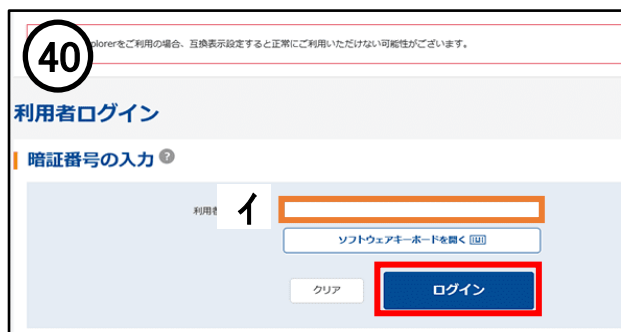 40
plorerをご利用の場合、互換表示設定すると正常にご利用いただけない可能性がございます。
利用者ログイン
暗証番号の入力 ?
利用者
イ
ソフトウェアキーボードを開く
クリア
ログイン